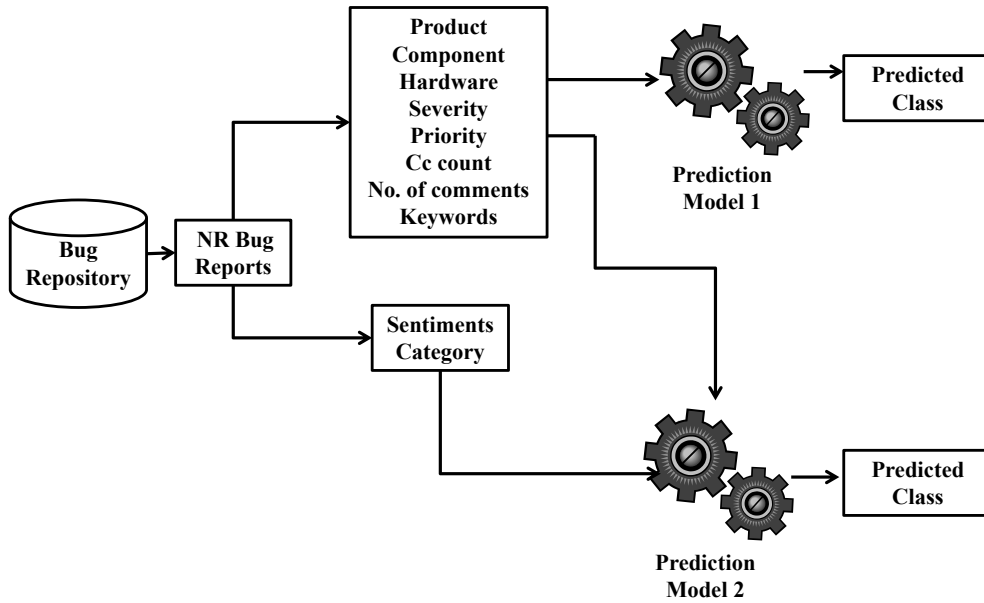 Bug
Repository
NR Bug
Reports
Product
Component
Hardware
Severity
Priority
Cc count
No. of comments
Keywords
Sentiments
Category
Prediction
Model 1
Predicted
Class
Prediction
Model 2
Predicted
Class